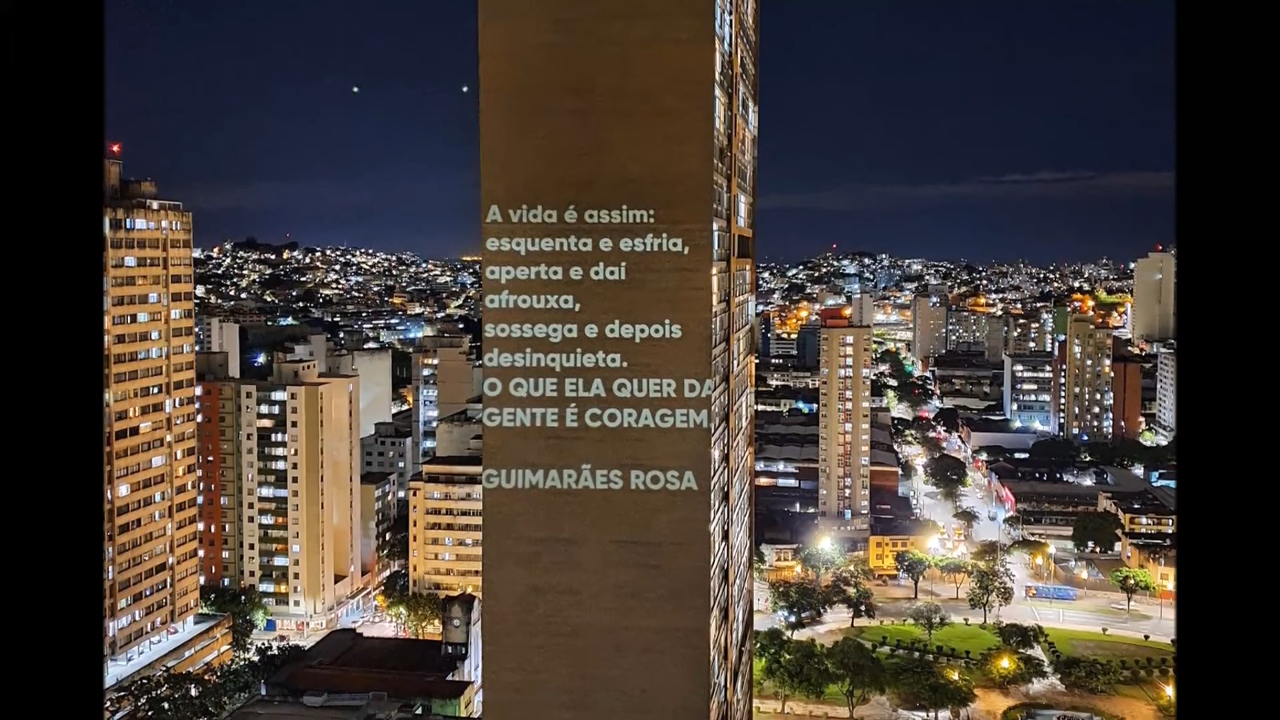 A vida é assim:
esquenta e esfria,
aperta e daí
afrouxa,
sossega e depois
desinquieta.
O QUE ELA QUER DA
GENTE É CORAGEM.
GUIMARÃES ROSA